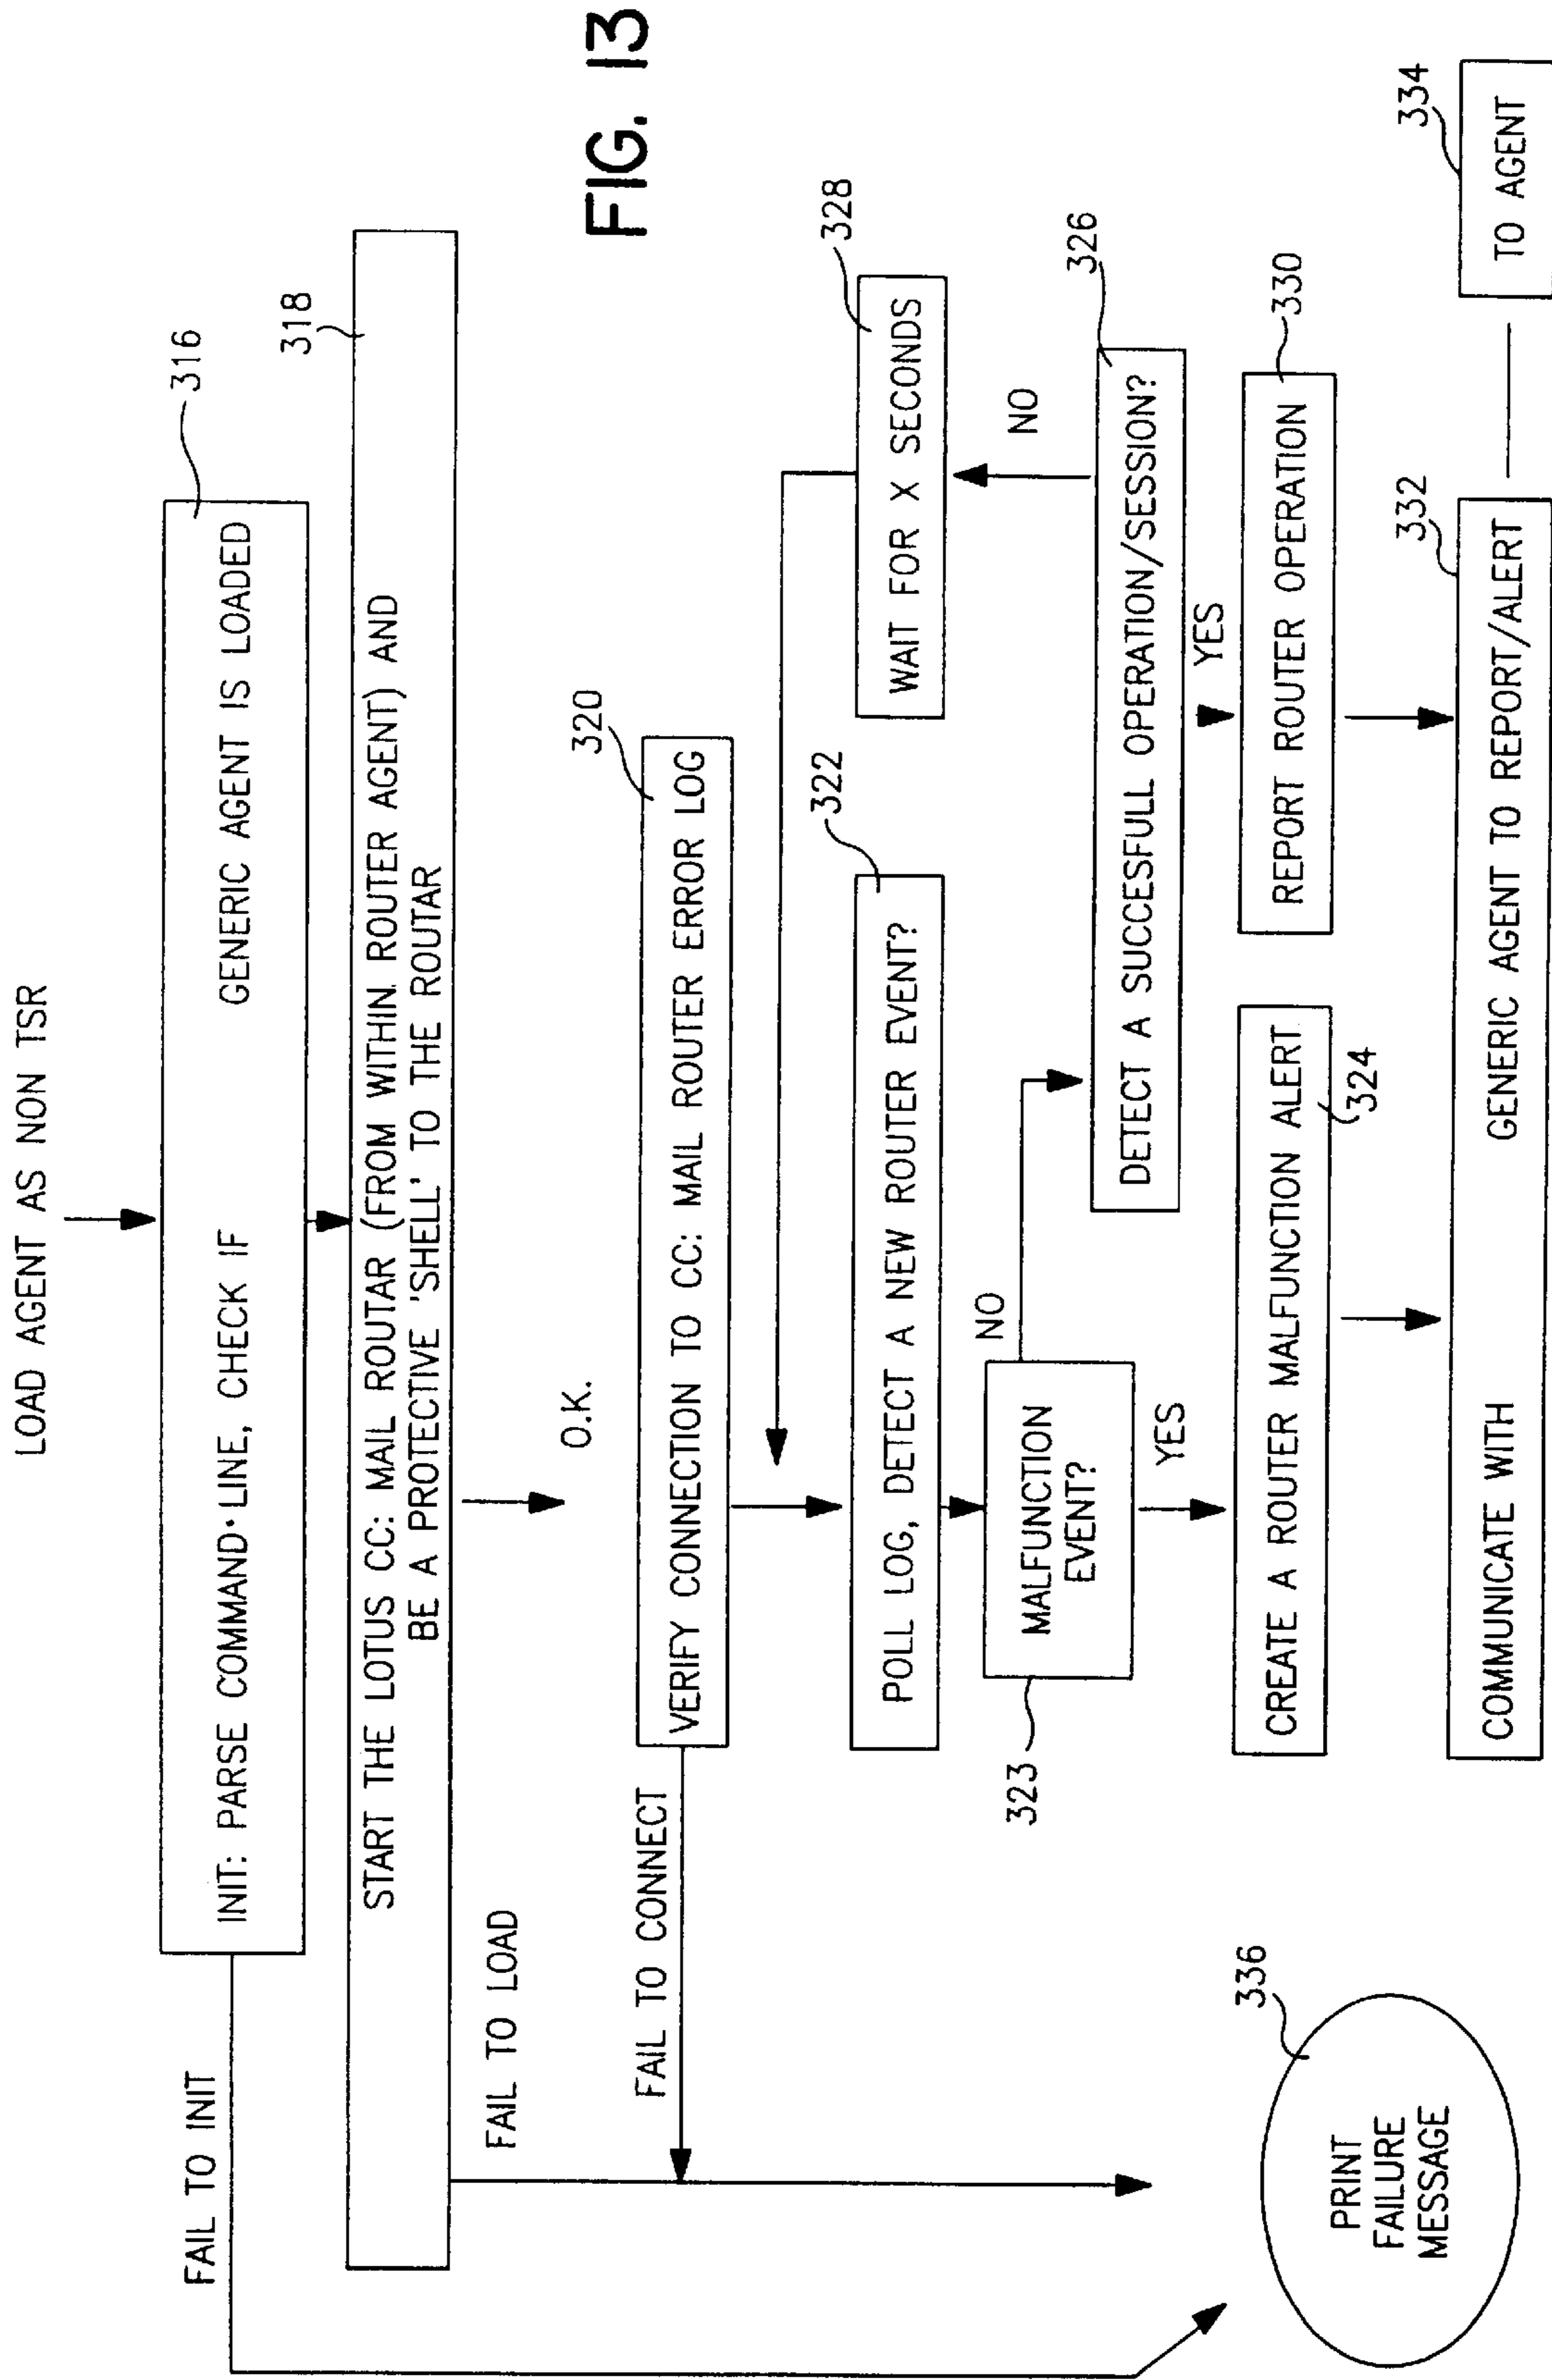 LOAD AGENT AS NON TSR
316
INIT: PARSE COMMAND·LINE, CHECK IF GENERIC AGENT IS LOADED
FAIL TO INIT
318
START THE LOTUS CC: MAIL ROUTAR (FROM WITHIN ROUTER AGENT) AND
BE A PROTECTIVE 'SHELL' TO THE ROUTAR
FAIL TO LOAD
O.K.
FIG. 13
320
VERIFY CONNECTION TO CC: MAIL ROUTER ERROR LOG
FAIL TO CONNECT
322
POLL LOG, DETECT A NEW ROUTER EVENT?
328
WAIT FOR X SECONDS
NO
323
MALFUNCTION
EVENT?
NO
YES
326
DETECT A SUCCESFULL OPERATION/SESSION?
YES
CREATE A ROUTER MALFUNCTION ALERT
324
REPORT ROUTER OPERATION
330
332
COMMUNICATE WITH GENERIC AGENT TO REPORT/ALERT
334
TO AGENT
336
PRINT
FAILURE
MESSAGE